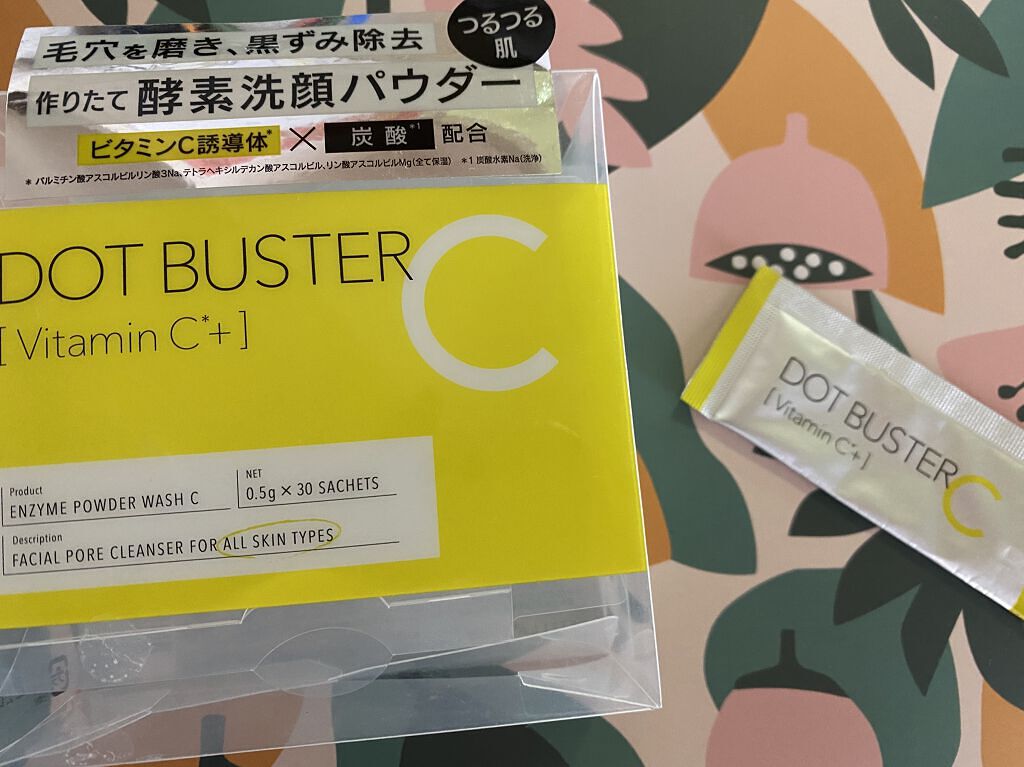 つるつる
肌
毛穴を磨き、黒ずみ除去
作りたて酵素洗顔パウダー
ビタミンC誘導体* × 炭酸*1 配合
* パルミチン酸アスコルビルリン酸3Na、テトラヘキシルデカン酸アスコルビル、リン酸アスコルビルMg(全て保湿) *1 炭酸水素Na(洗浄)
DOT BUSTER C
[Vitamin C*+]
Product
ENZYME POWDER WASH C
NET
0.5g × 30 SACHETS
Description
FACIAL PORE CLEANSER FOR ALL SKIN TYPES
DOT BUSTER C
[Vitamin C*+]